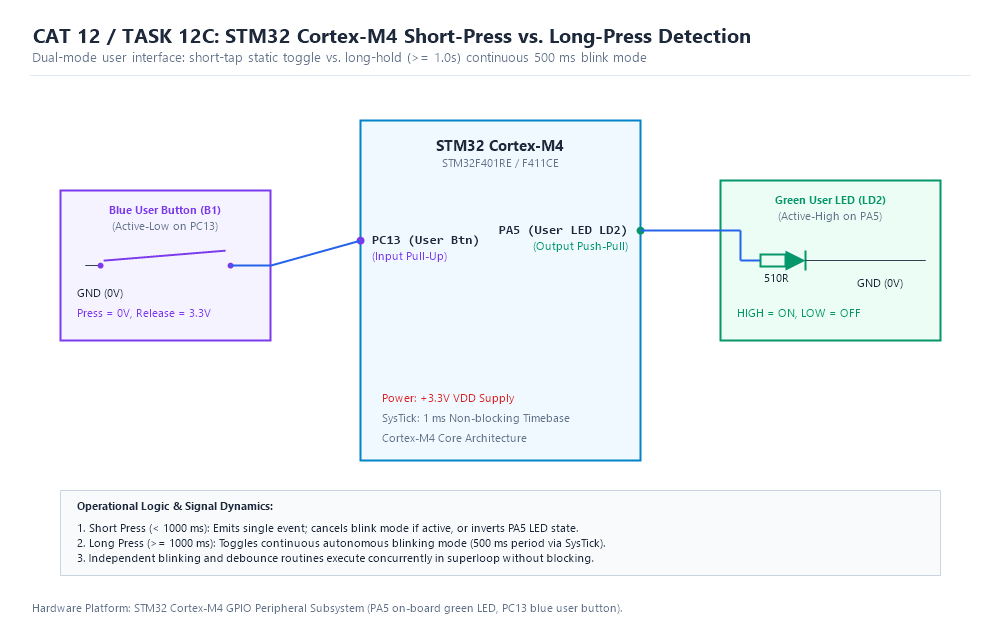 CAT 12 / TASK 12C: STM32 Cortex-M4 Short-Press vs. Long-Press Detection
Dual-mode user interface: short-tap static toggle vs. long-hold (>= 1.0s) continuous 500 ms blink mode
STM32 Cortex-M4
STM32F401RE / F411CE
Blue User Button (B1)
(Active-Low on PC13)
GND (0V)
Press = 0V, Release = 3.3V
PC13 (User Btn)
(Input Pull-Up)
PA5 (User LED LD2)
(Output Push-Pull)
Green User LED (LD2)
(Active-High on PA5)
510R
GND (0V)
HIGH = ON, LOW = OFF
Power: +3.3V VDD Supply
SysTick: 1 ms Non-blocking Timebase
Cortex-M4 Core Architecture
Operational Logic & Signal Dynamics:
1. Short Press (< 1000 ms): Emits single event; cancels blink mode if active, or inverts PA5 LED state.
2. Long Press (>= 1000 ms): Toggles continuous autonomous blinking mode (500 ms period via SysTick).
3. Independent blinking and debounce routines execute concurrently in superloop without blocking.
Hardware Platform: STM32 Cortex-M4 GPIO Peripheral Subsystem (PA5 on-board green LED, PC13 blue user button).